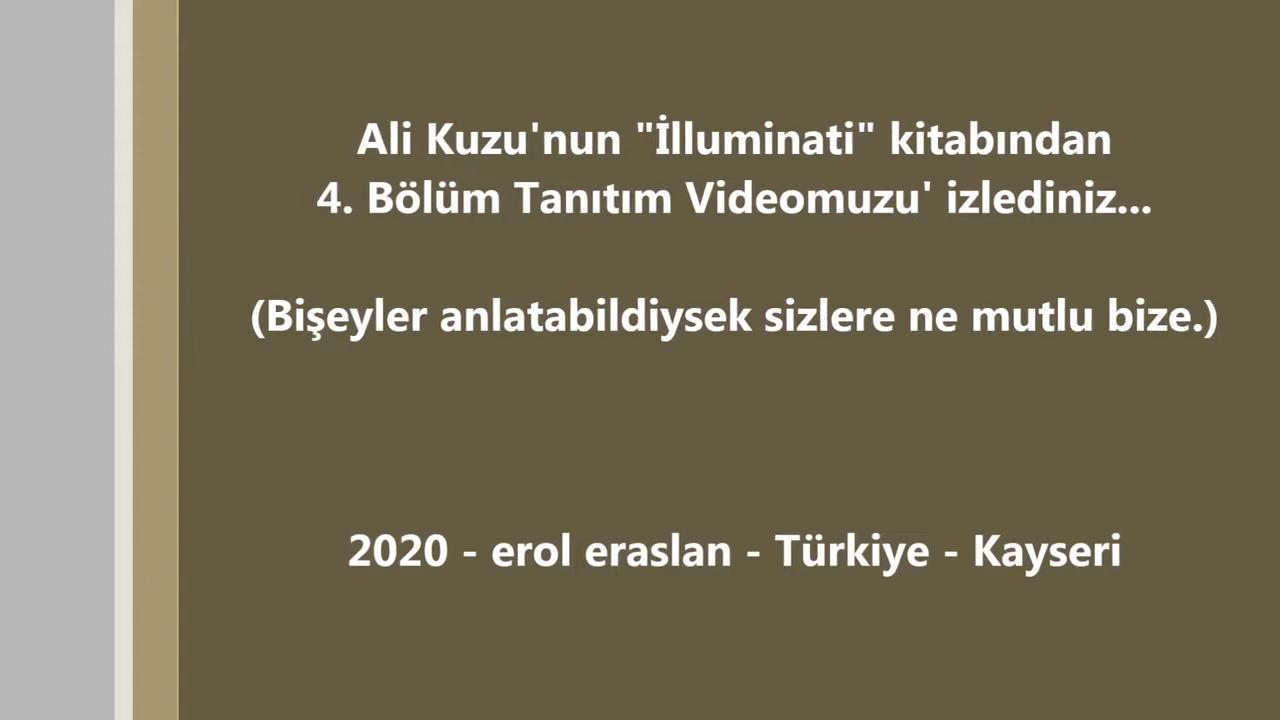 Ali Kuzu'nun "İlluminati" kitabından
4. Bölüm Tanıtım Videomuzu' izlediniz...
(Bişeyler anlatabildiysek sizlere ne mutlu bize.)
2020 - erol eraslan - Türkiye - Kayseri